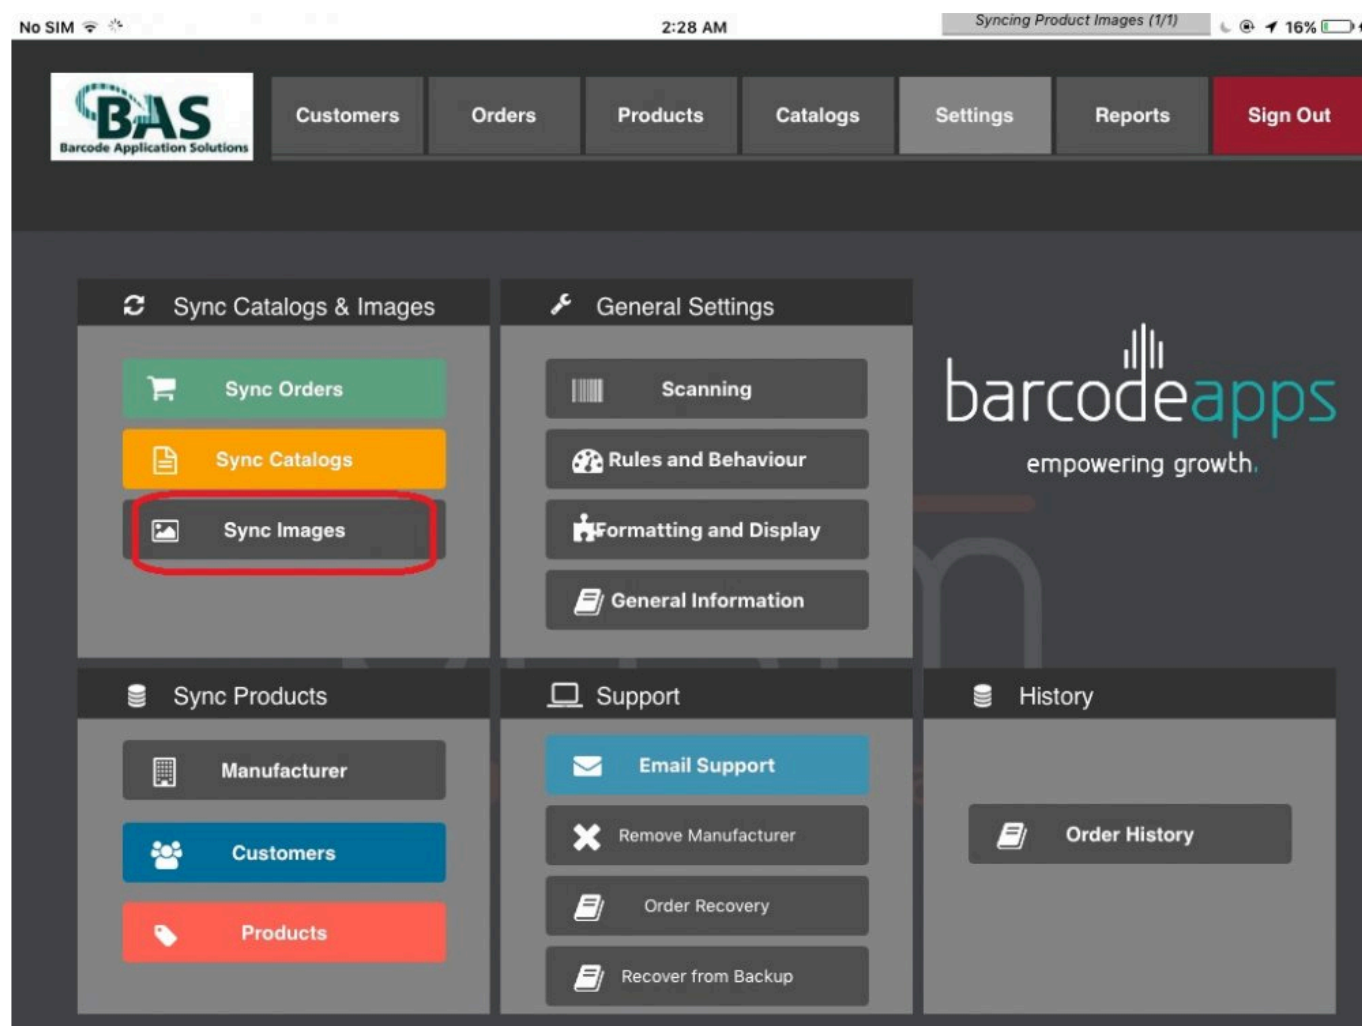 No SIM
2:28 AM
Syncing Product Images (1/1)
16%
BAS
Barcode Application Solutions
Customers
Orders
Products
Catalogs
Settings
Reports
Sign Out
Sync Catalogs & Images
Sync Orders
Sync Catalogs
Sync Images
General Settings
Scanning
Rules and Behaviour
Formatting and Display
General Information
barcodeapps
empowering growth.
Sync Products
Manufacturer
Customers
Products
Support
Email Support
Remove Manufacturer
Order Recovery
Recover from Backup
History
Order History